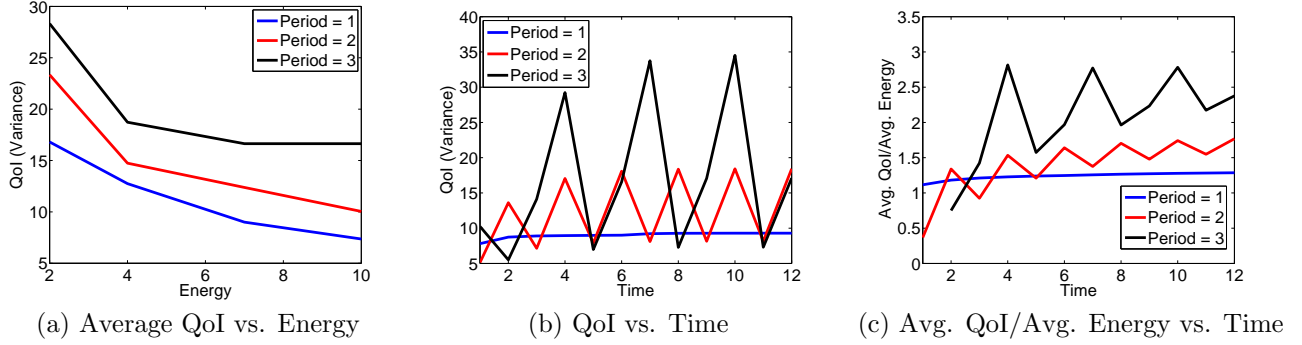 30
25
20
15
10
5
2
4
6
8
10
QoI (Variance)
Energy
Period = 1
Period = 2
Period = 3
(a) Average QoI vs. Energy
40
35
30
25
20
15
10
5
2
4
6
8
10
12
QoI (Variance)
Time
Period = 1
Period = 2
Period = 3
(b) QoI vs. Time
3.5
3
2.5
2
1.5
1
0.5
0
2
4
6
8
10
12
Avg. QoI/Avg. Energy
Time
Period = 1
Period = 2
Period = 3
(c) Avg. QoI/Avg. Energy vs. Time